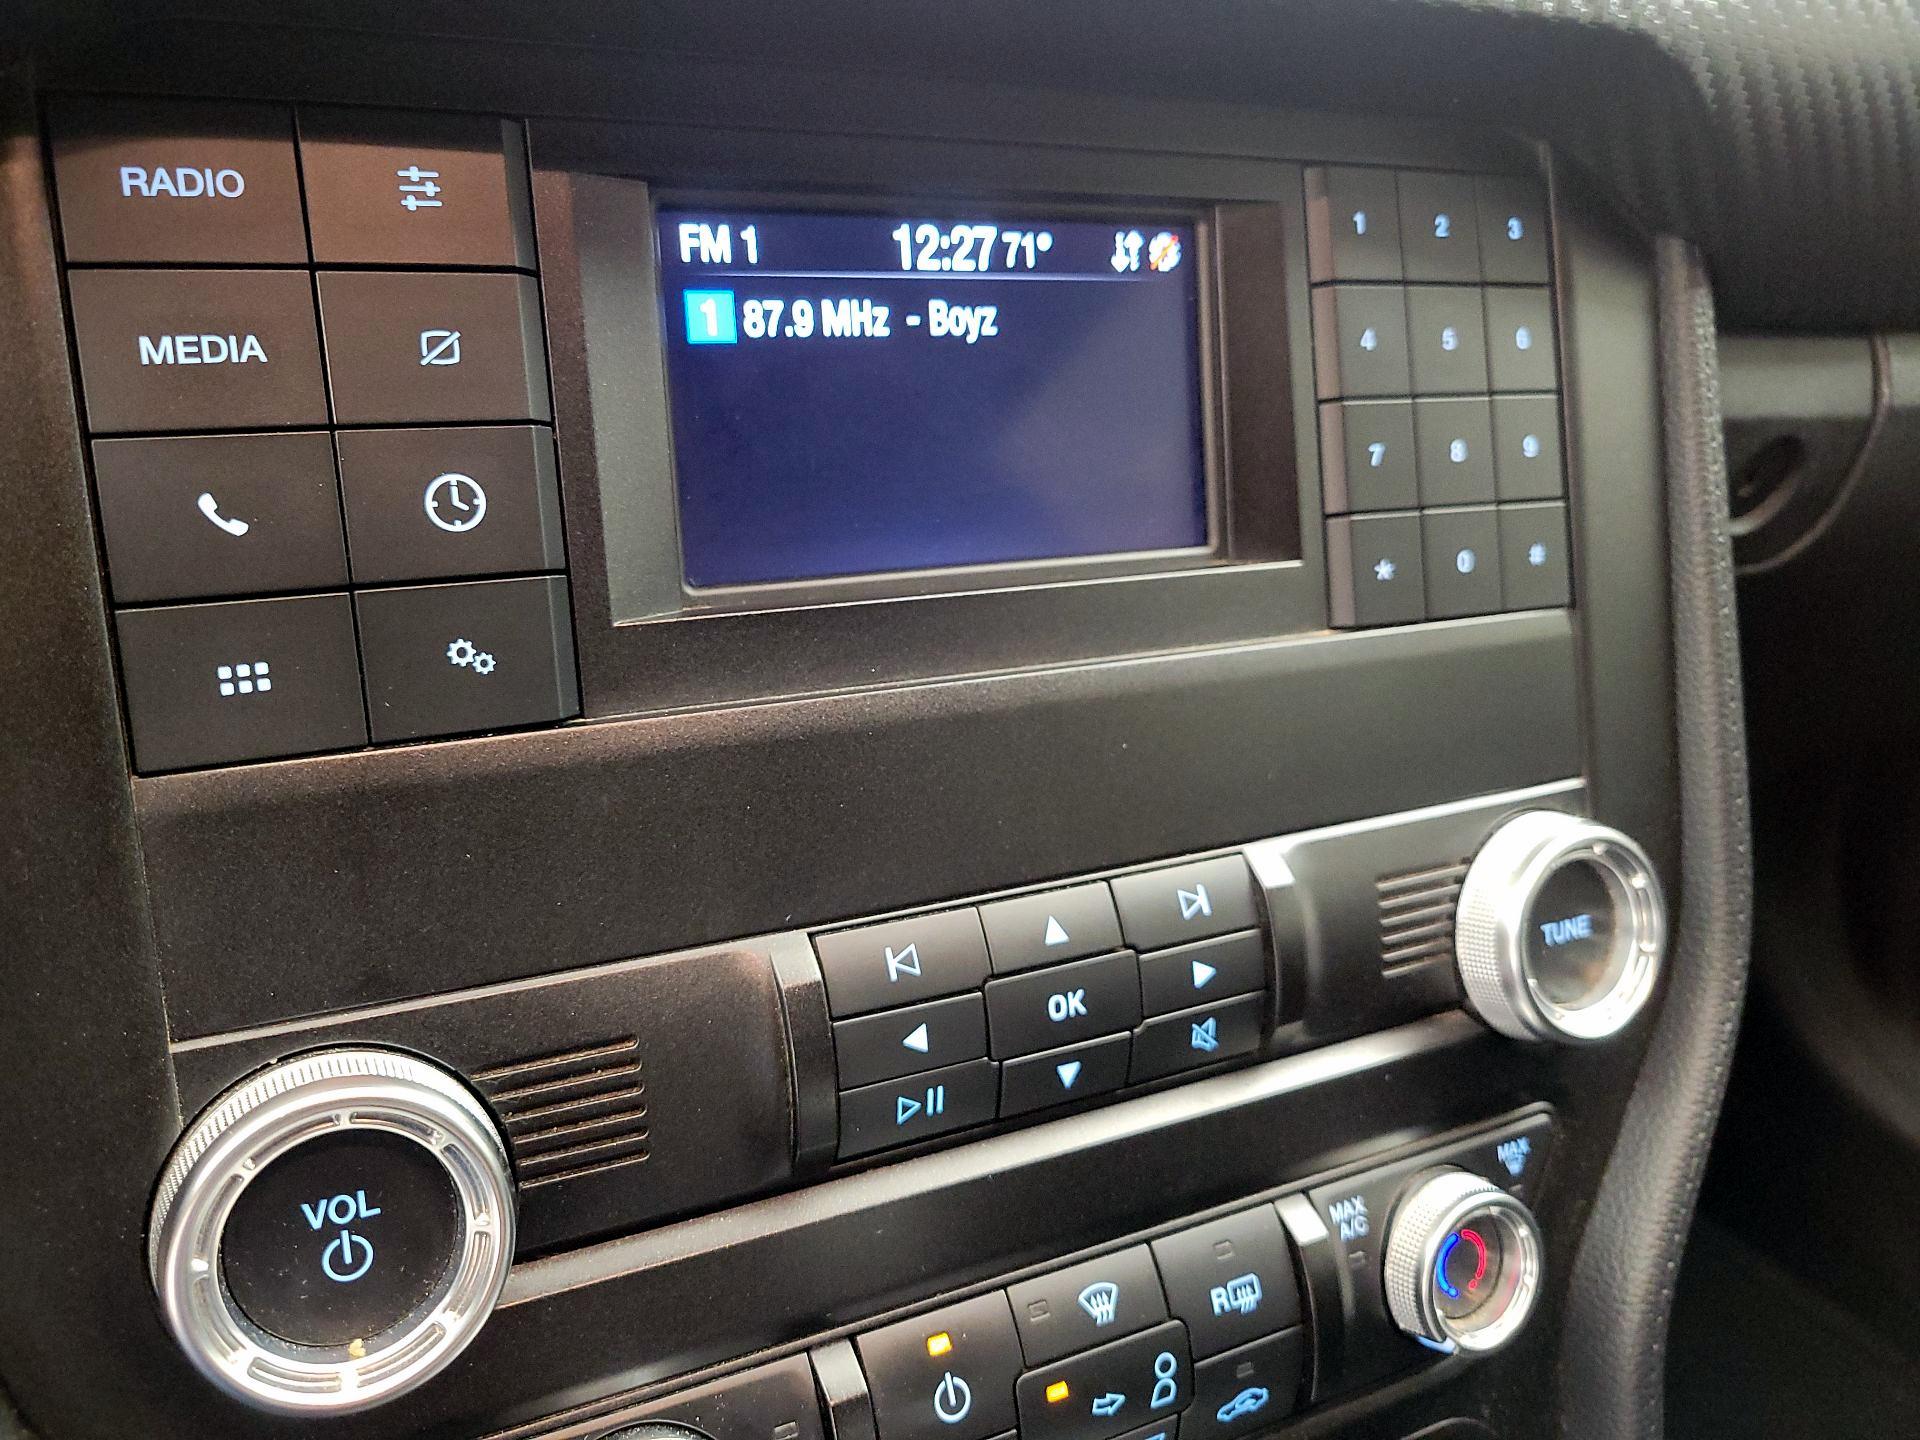 RADIO
MEDIA
FM 1 12:27 71°
1 87.9 MHz - Boyz
1 2 3
4 5 6
7 8 9
* 0 #
OK
TUNE
VOL
MAX
A/C
MAX
R